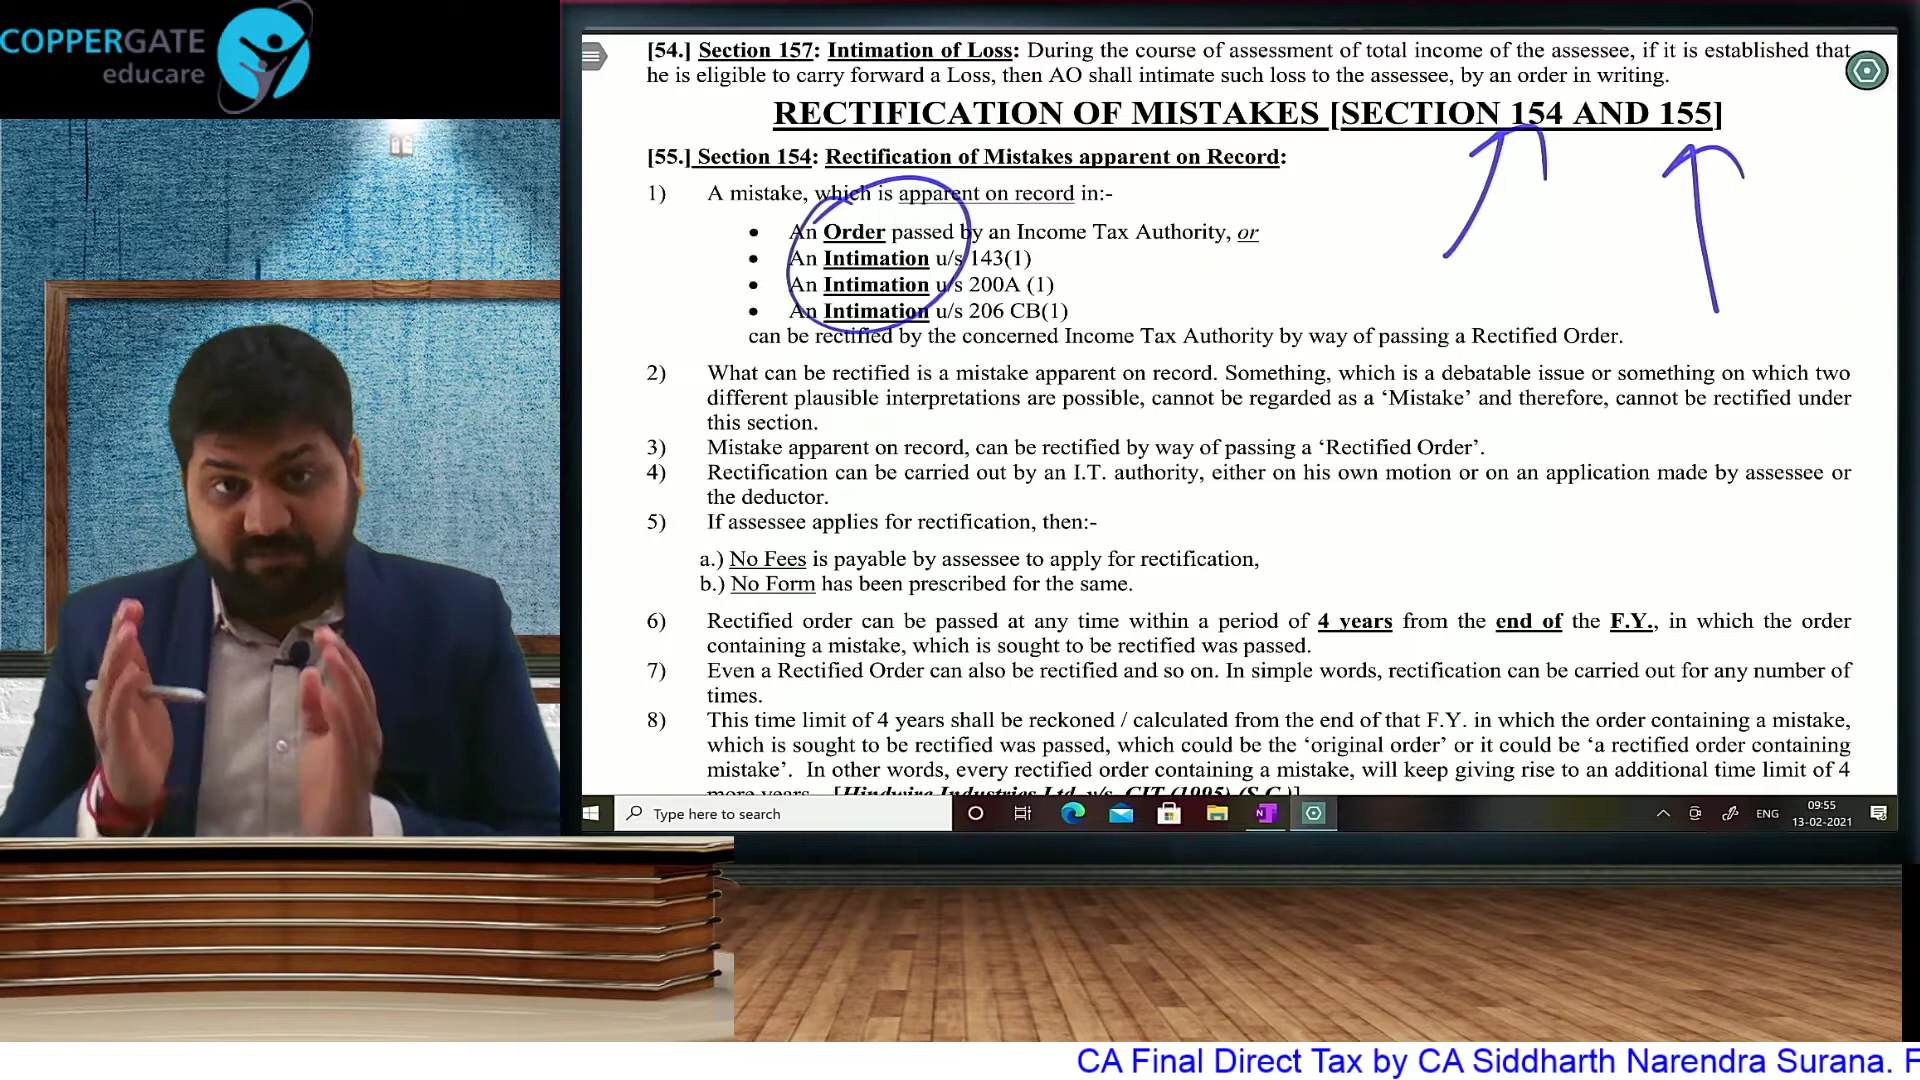 COPPERGATE
educare
[54.] Section 157: Intimation of Loss: During the course of assessment of total income of the assessee, if it is established that
he is eligible to carry forward a Loss, then AO shall intimate such loss to the assessee, by an order in writing.
RECTIFICATION OF MISTAKES [SECTION 154 AND 155]
[55.] Section 154: Rectification of Mistakes apparent on Record:
1) A mistake, which is apparent on record in:-
• An Order passed by an Income Tax Authority, or
• An Intimation u/s 143(1)
• An Intimation u/s 200A (1)
• An Intimation u/s 206 CB(1)
can be rectified by the concerned Income Tax Authority by way of passing a Rectified Order.
2) What can be rectified is a mistake apparent on record. Something, which is a debatable issue or something on which two
different plausible interpretations are possible, cannot be regarded as a ‘Mistake’ and therefore, cannot be rectified under
this section.
3) Mistake apparent on record, can be rectified by way of passing a ‘Rectified Order’.
4) Rectification can be carried out by an I.T. authority, either on his own motion or on an application made by assessee or
the deductor.
5) If assessee applies for rectification, then:-
a.) No Fees is payable by assessee to apply for rectification,
b.) No Form has been prescribed for the same.
6) Rectified order can be passed at any time within a period of 4 years from the end of the F.Y., in which the order
containing a mistake, which is sought to be rectified was passed.
7) Even a Rectified Order can also be rectified and so on. In simple words, rectification can be carried out for any number of
times.
8) This time limit of 4 years shall be reckoned / calculated from the end of that F.Y. in which the order containing a mistake,
which is sought to be rectified was passed, which could be the ‘original order’ or it could be ‘a rectified order containing
mistake’. In other words, every rectified order containing a mistake, will keep giving rise to an additional time limit of 4
more years. [Hindwire Industries Ltd. v/s. CIT (1995) (S.C.)]
Type here to search
ENG
09:55
13-02-2021
CA Final Direct Tax by CA Siddharth Narendra Surana. F